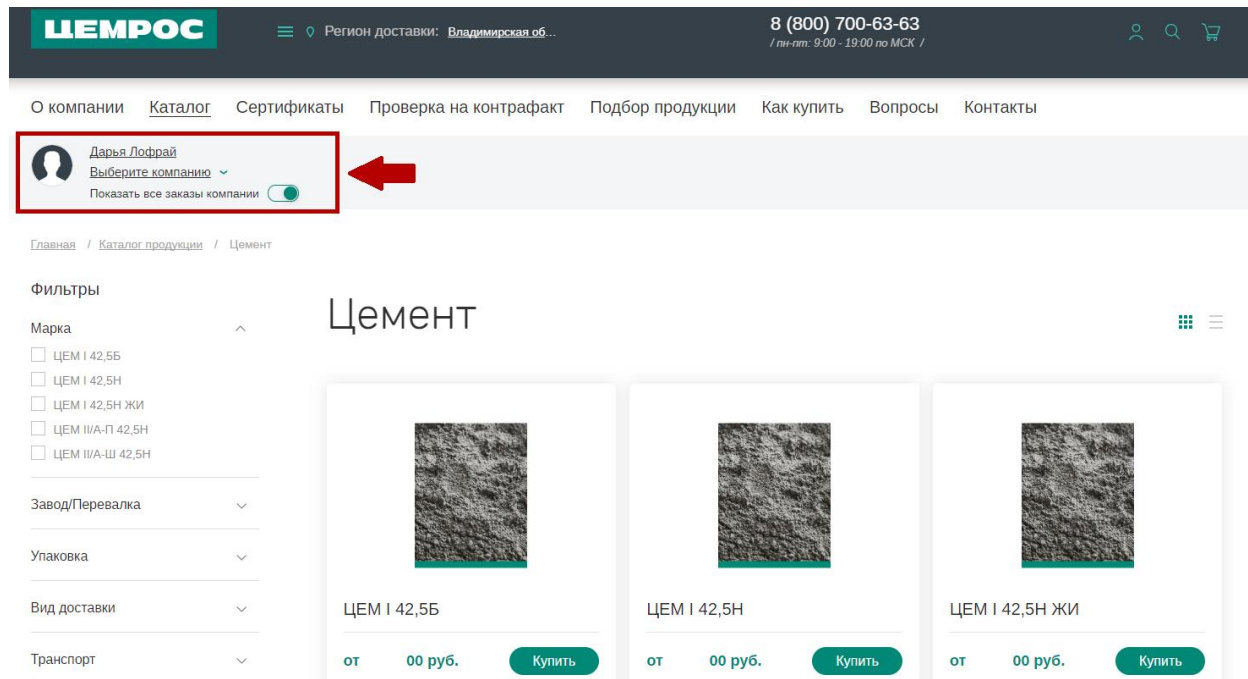 ЦЕМРОС
Регион доставки: Владимирская об...
8 (800) 700-63-63
/ пн-пт: 9:00 - 19:00 по МСК /
О компании Каталог Сертификаты Проверка на контрафакт Подбор продукции Как купить Вопросы Контакты
Дарья Лофрай
Выберите компанию
Показать все заказы компании
Главная / Каталог продукции / Цемент
Фильтры
Марка
ЦЕМ I 42,5Б
ЦЕМ I 42,5Н
ЦЕМ I 42,5Н ЖИ
ЦЕМ II/А-П 42,5Н
ЦЕМ II/А-Ш 42,5Н
Завод/Перевалка
Упаковка
Вид доставки
Транспорт
Цемент
ЦЕМ I 42,5Б
от 00 руб. Купить
ЦЕМ I 42,5Н
от 00 руб. Купить
ЦЕМ I 42,5Н ЖИ
от 00 руб. Купить